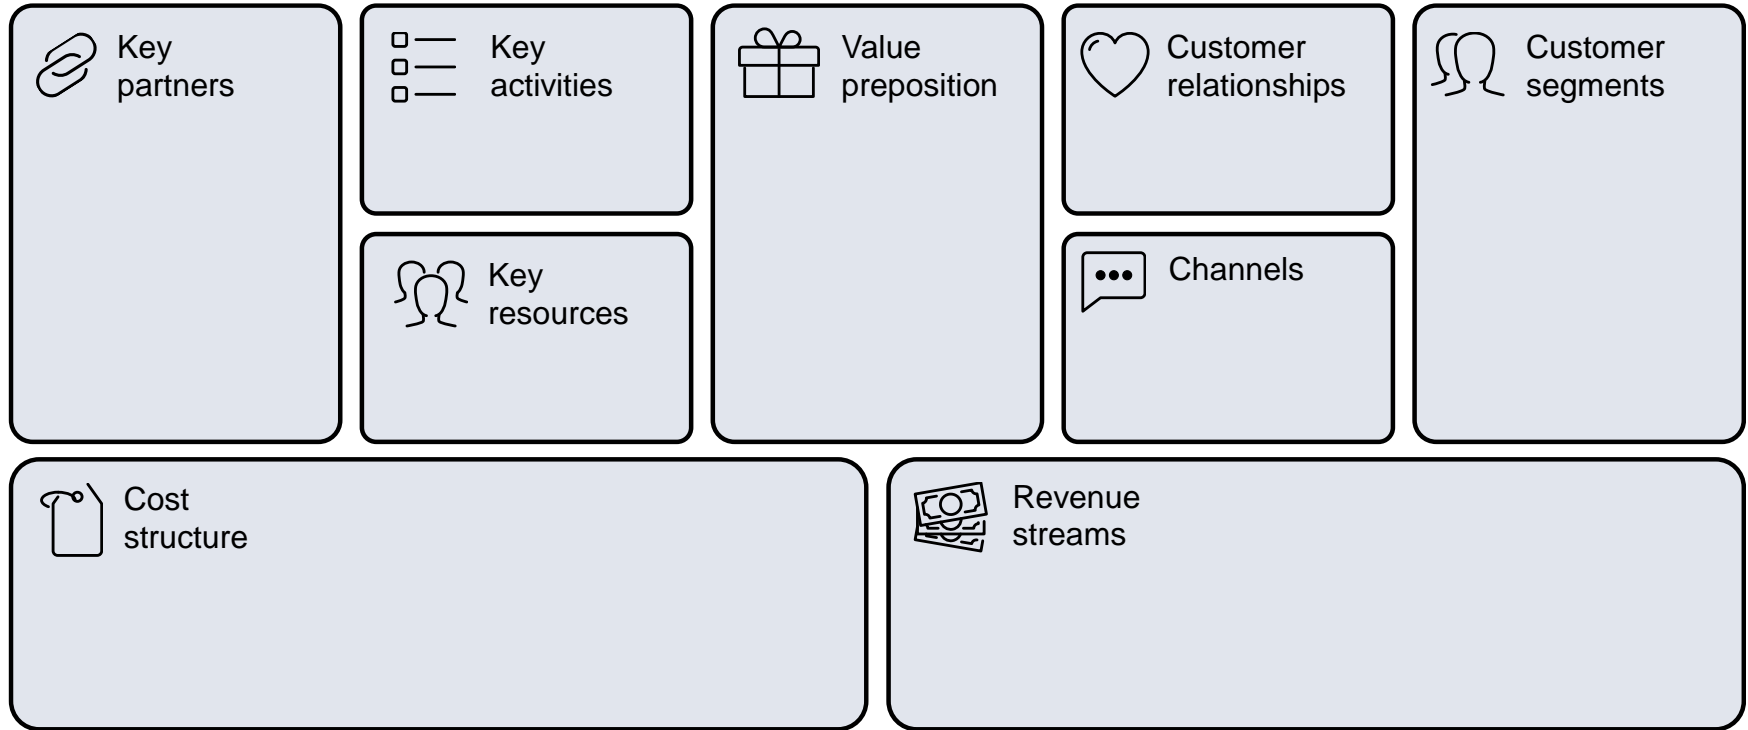 Key
partners
Key
activities
Key
resources
Value
preposition
Customer
relationships
Channels
Customer
segments
Cost
structure
Revenue
streams